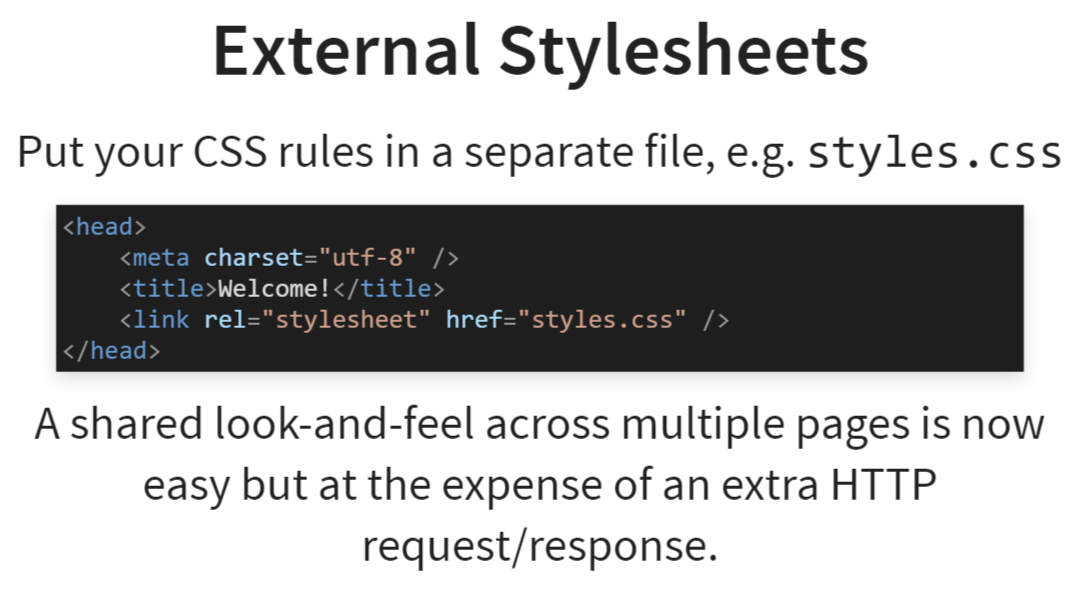 External Stylesheets
Put your CSS rules in a separate file, e.g. styles.css
<head>
    <meta charset="utf-8" />
    <title>Welcome!</title>
    <link rel="stylesheet" href="styles.css" />
</head>
A shared look-and-feel across multiple pages is now
easy but at the expense of an extra HTTP
request/response.